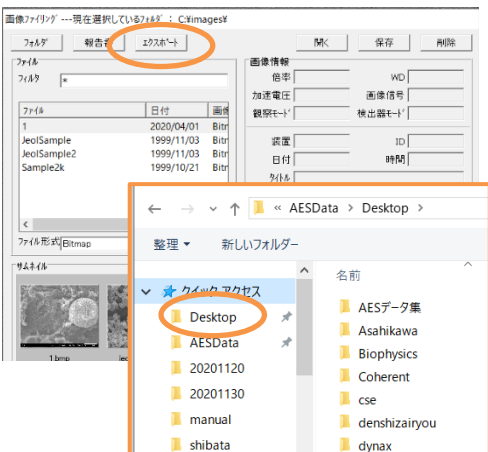 画像ﾌｧｲﾘﾝｸﾞ ---現在選択しているﾌｫﾙﾀﾞ : C:¥images¥
ﾌｫﾙﾀﾞ 報告書 ｴｸｽﾎﾟｰﾄ 開く 保存 削除
ﾌｧｲﾙ
ﾌｨﾙﾀ *
ﾌｧｲﾙ 日付 画像
1 2020/04/01 Bitr
JeolSample 1999/11/03 Bitr
JeolSample2 1999/11/03 Bitr
Sample2k 1999/10/21 Bitr
ﾌｧｲﾙ形式 Bitmap
ｻﾑﾈｲﾙ
1.bmp jeo
画像情報
倍率 WD
加速電圧 画像信号
観察ﾓｰﾄﾞ 検出器ﾓｰﾄﾞ
装置 ID
日付 時間
ﾀｲﾄﾙ
← → ↑ « AESData > Desktop >
整理 新しいフォルダー
クイック アクセス
Desktop
AESData
20201120
20201130
manual
shibata
名前
AESデータ集
Asahikawa
Biophysics
Coherent
cse
denshizairyou
dynax